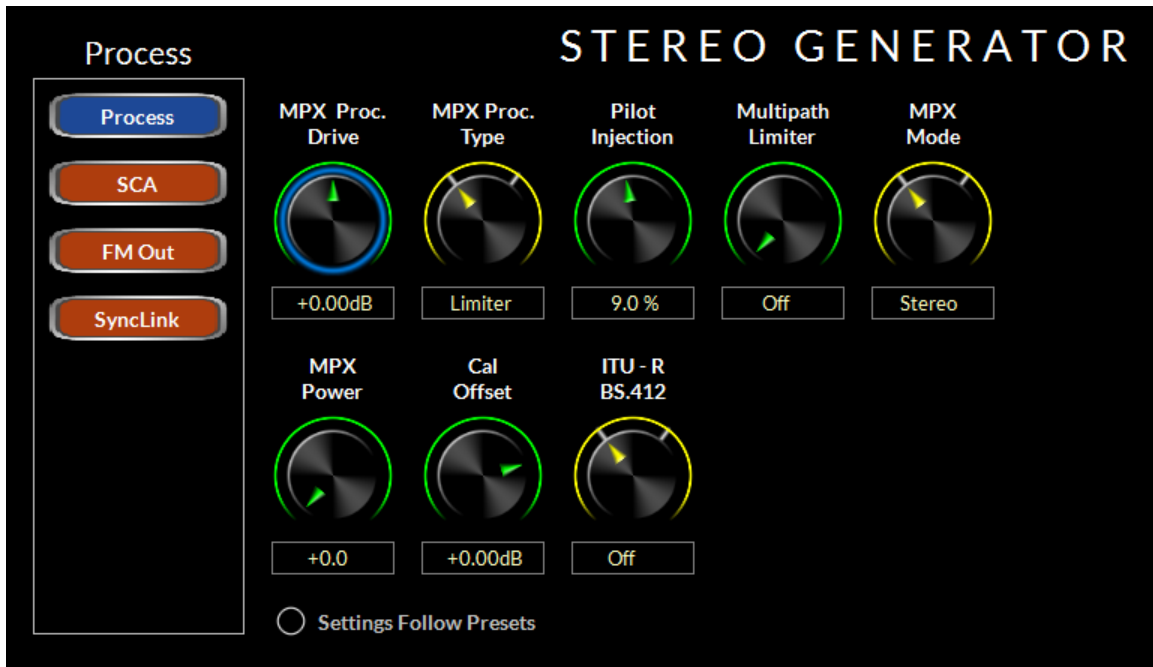 Process
STEREO GENERATOR
Process
SCA
FM Out
SyncLink
MPX Proc.
Drive
MPX Proc.
Type
Pilot
Injection
Multipath
Limiter
MPX
Mode
+0.00dB
Limiter
9.0 %
Off
Stereo
MPX
Power
Cal
Offset
ITU - R
BS.412
+0.0
+0.00dB
Off
Settings Follow Presets